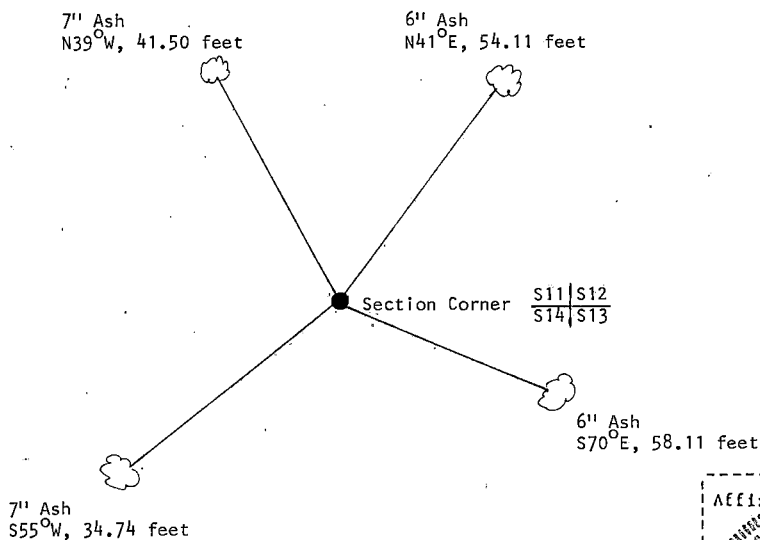 7" Ash
N39°W, 41.50 feet
6" Ash
N41°E, 54.11 feet
Section Corner
S11|S12
S14|S13
6" Ash
S70°E, 58.11 feet
7" Ash
S55°W, 34.74 feet